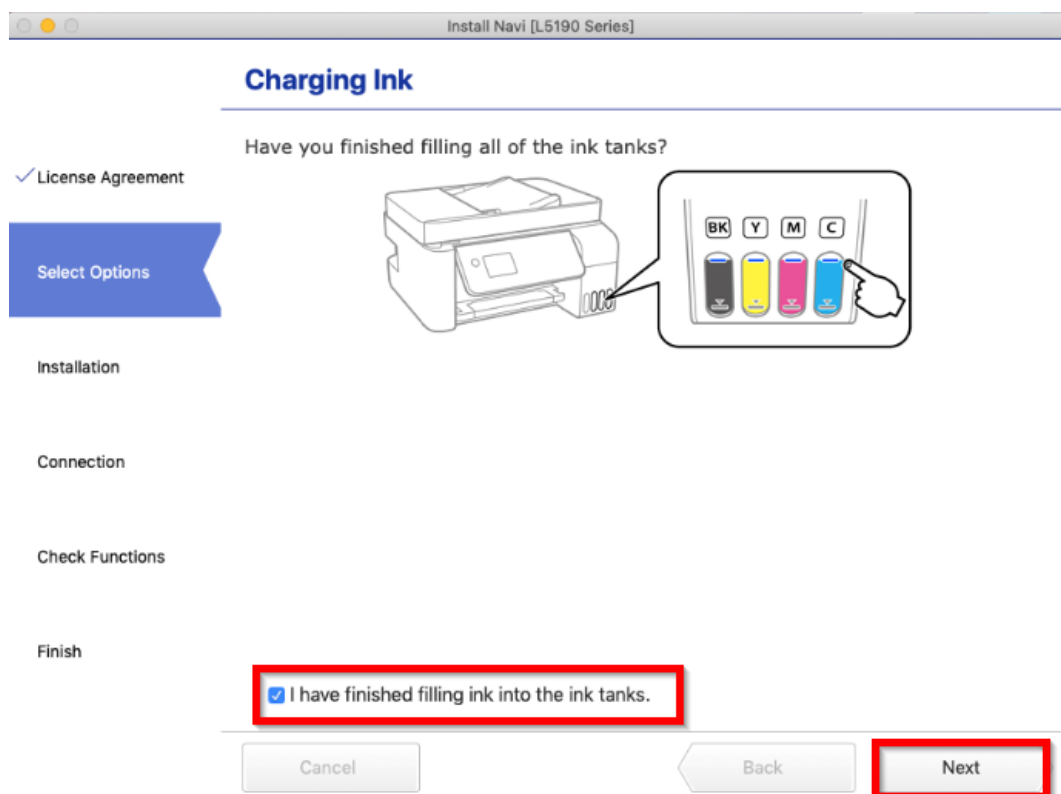 Install Navi [L5190 Series]
Charging Ink
Have you finished filling all of the ink tanks?
BK Y M C
License Agreement
Select Options
Installation
Connection
Check Functions
Finish
I have finished filling ink into the ink tanks.
Cancel
Back
Next